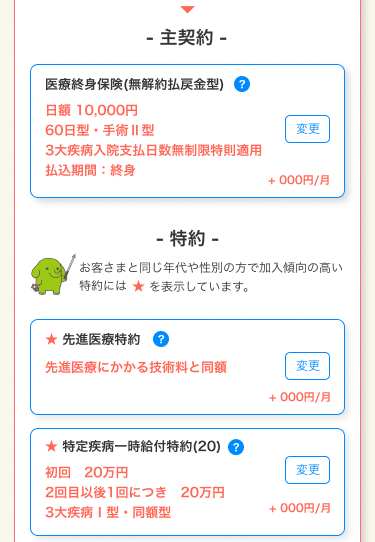 - 主契約 -
医療終身保険(無解約払戻金型) ?
日額 10,000円
60日型・手術Ⅱ型
変更
3大疾病入院支払日数無制限特則適用
払込期間：終身
+ 000円/月
- 特約 -
お客さまと同じ年代や性別の方で加入傾向の高い
特約には ★ を表示しています。
★ 先進医療特約 ?
先進医療にかかる技術料と同額
変更
+ 000円/月
★ 特定疾病一時給付特約(20) ?
初回　20万円
変更
2回目以後1回につき　20万円
3大疾病Ⅰ型・同額型
+ 000円/月